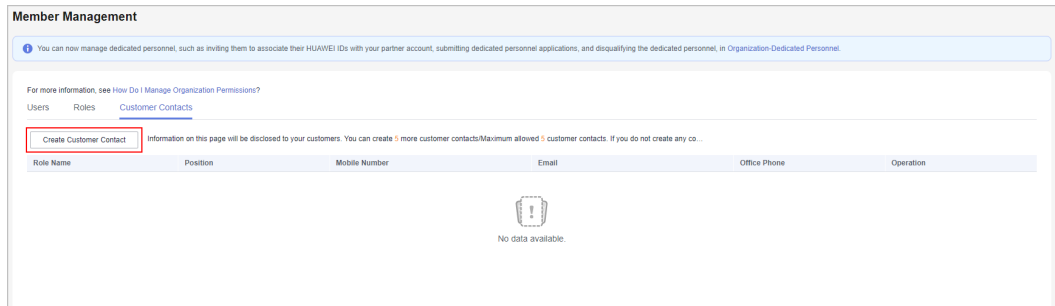 Member Management
You can now manage dedicated personnel, such as inviting them to associate their HUAWEI IDs with your partner account, submitting dedicated personnel applications, and disqualifying the dedicated personnel, in Organization-Dedicated Personnel.
For more information, see How Do I Manage Organization Permissions?
Users Roles Customer Contacts
Create Customer Contact Information on this page will be disclosed to your customers. You can create 5 more customer contacts/Maximum allowed 5 customer contacts. If you do not create any co...
Role Name Position Mobile Number Email Office Phone Operation
No data available.